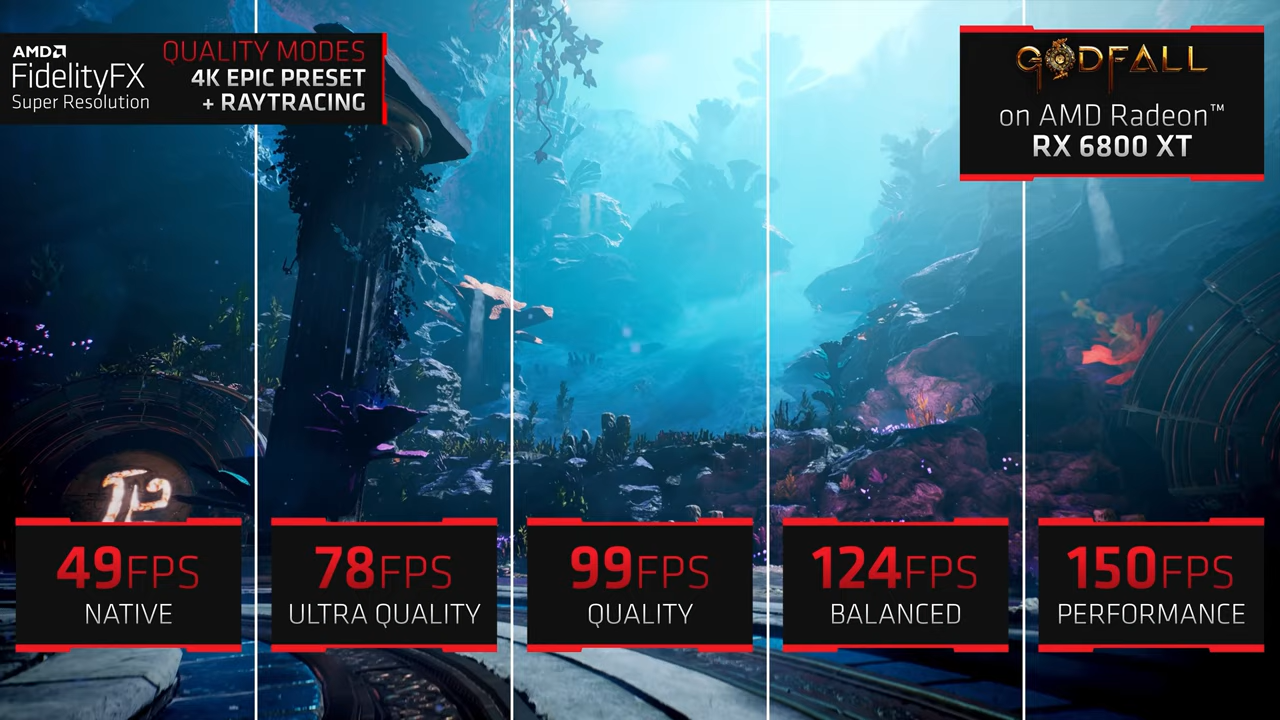 AMD
FidelityFX
Super Resolution
QUALITY MODES
4K EPIC PRESET
+ RAYTRACING
GODFALL
on AMD Radeon™
RX 6800 XT
49FPS
NATIVE
78FPS
ULTRA QUALITY
99FPS
QUALITY
124FPS
BALANCED
150FPS
PERFORMANCE